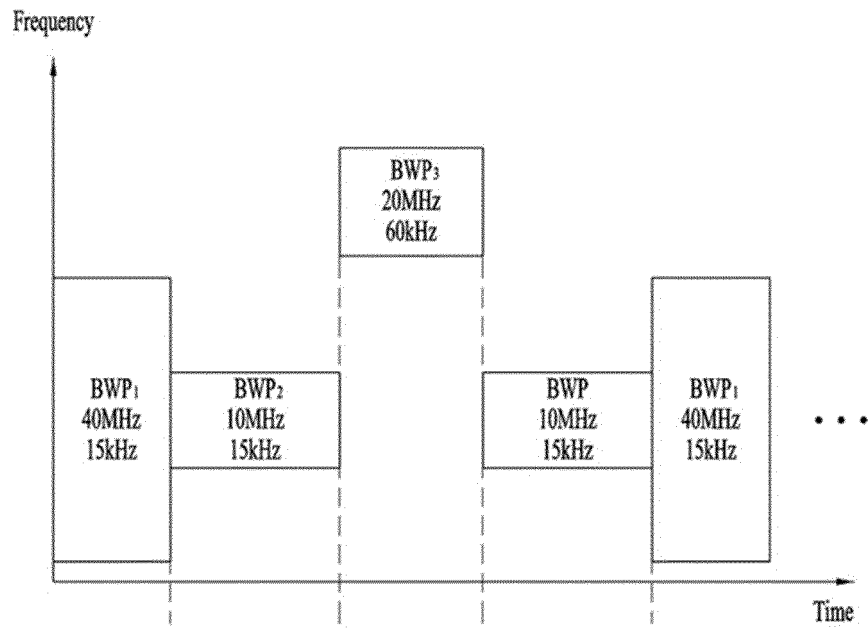 Frequency
BWP₃
20MHz
60kHz
BWP₁
40MHz
15kHz
BWP₂
10MHz
15kHz
BWP
10MHz
15kHz
BWP₁
40MHz
15kHz
• • •
Time